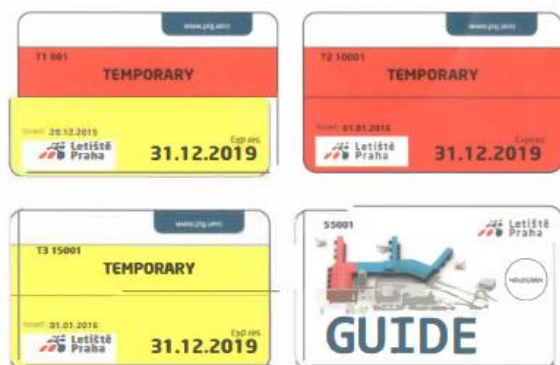 www.prg.aero
T1 001
TEMPORARY
Issued: 20.12.2015
Letiště
Praha
Expires
31.12.2019
www.prg.aero
T2 10001
TEMPORARY
Issued: 01.01.2016
Letiště
Praha
Expires
31.12.2019
www.prg.aero
T3 15001
TEMPORARY
Issued: 01.01.2016
Letiště
Praha
Expires
31.12.2019
S5001
Letiště
Praha
HOLOGRAM
GUIDE